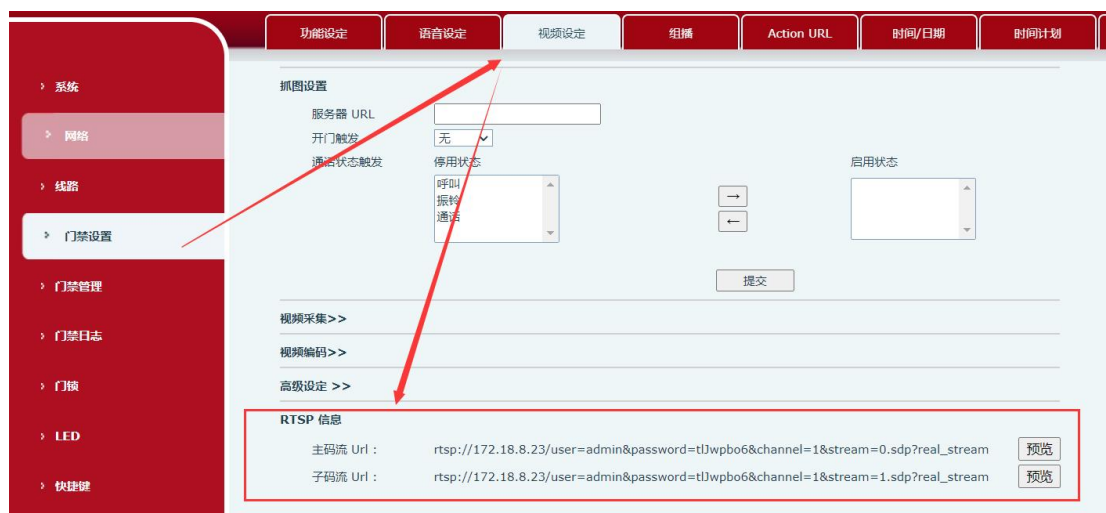 功能设定 语音设定 视频设定 组播 Action URL 时间/日期 时间计划
› 系统
› 网络
› 线路
› 门禁设置
› 门禁管理
› 门禁日志
› 门锁
› LED
› 快捷键
抓图设置
服务器 URL
开门触发 无
通话状态触发 停用状态 启用状态
呼叫
振铃
通话
→
←
提交
视频采集>>
视频编码>>
高级设定 >>
RTSP 信息
主码流 Url : rtsp://172.18.8.23/user=admin&password=tlJwpbo6&channel=1&stream=0.sdp?real_stream 预览
子码流 Url : rtsp://172.18.8.23/user=admin&password=tlJwpbo6&channel=1&stream=1.sdp?real_stream 预览